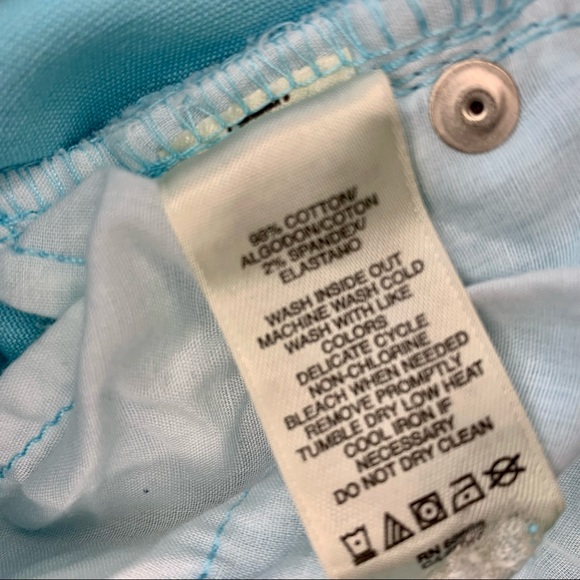 98% COTTON/
ALGODON/COTON
2% SPANDEX/
ELASTANO
WASH INSIDE OUT
MACHINE WASH COLD
WASH WITH LIKE
COLORS
DELICATE CYCLE
NON-CHLORINE
BLEACH WHEN NEEDED
REMOVE PROMPTLY
TUMBLE DRY LOW HEAT
COOL IRON IF
NECESSARY
DO NOT DRY CLEAN
RN